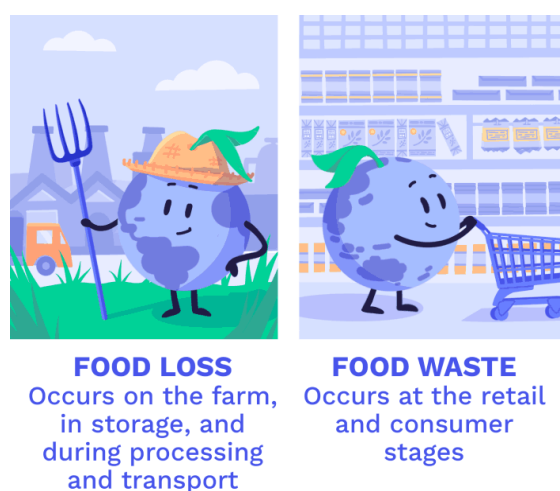 FOOD LOSS
Occurs on the farm,
in storage, and
during processing
and transport
FOOD WASTE
Occurs at the retail
and consumer
stages